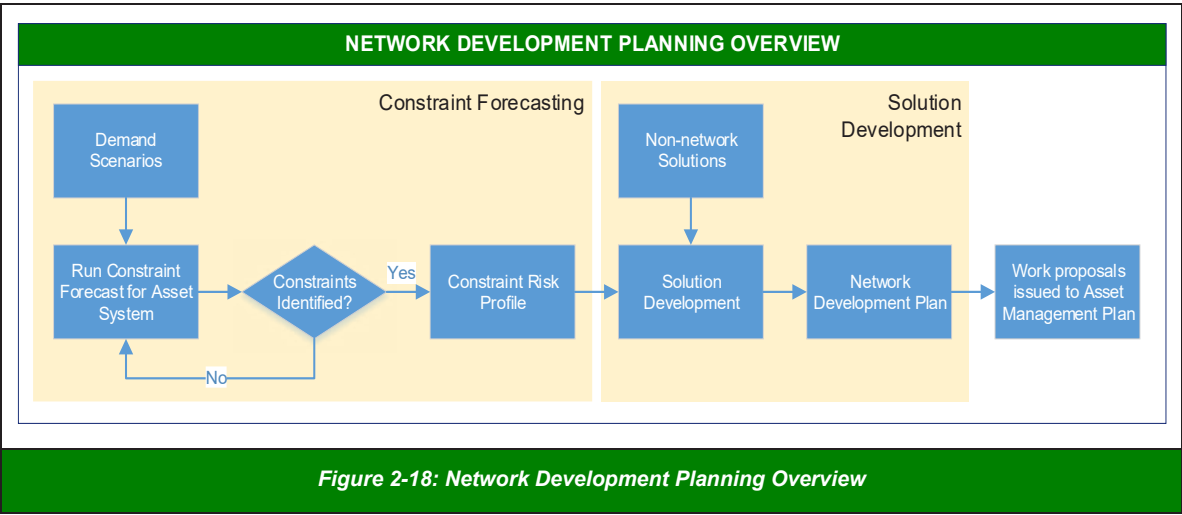 NETWORK DEVELOPMENT PLANNING OVERVIEW
Constraint Forecasting
Demand
Scenarios
Run Constraint
Forecast for Asset
System
Constraints
Identified?
Yes
No
Constraint Risk
Profile
Solution
Development
Non-network
Solutions
Solution
Development
Network
Development Plan
Work proposals
issued to Asset
Management Plan
Figure 2-18: Network Development Planning Overview